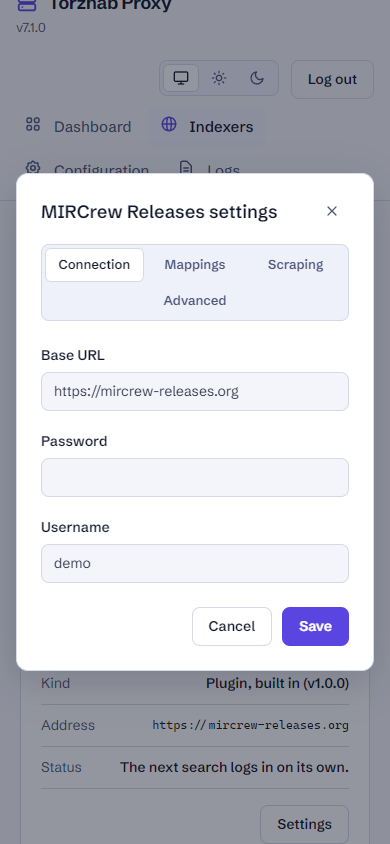 Torznab Proxy
v7.1.0
Log out
Dashboard
Indexers
Configuration
Logs
MIRCrew Releases settings
Connection
Mappings
Scraping
Advanced
Base URL
https://mircrew-releases.org
Password
Username
demo
Cancel
Save
Kind
Plugin, built in (v1.0.0)
Address
https://mircrew-releases.org
Status
The next search logs in on its own.
Settings